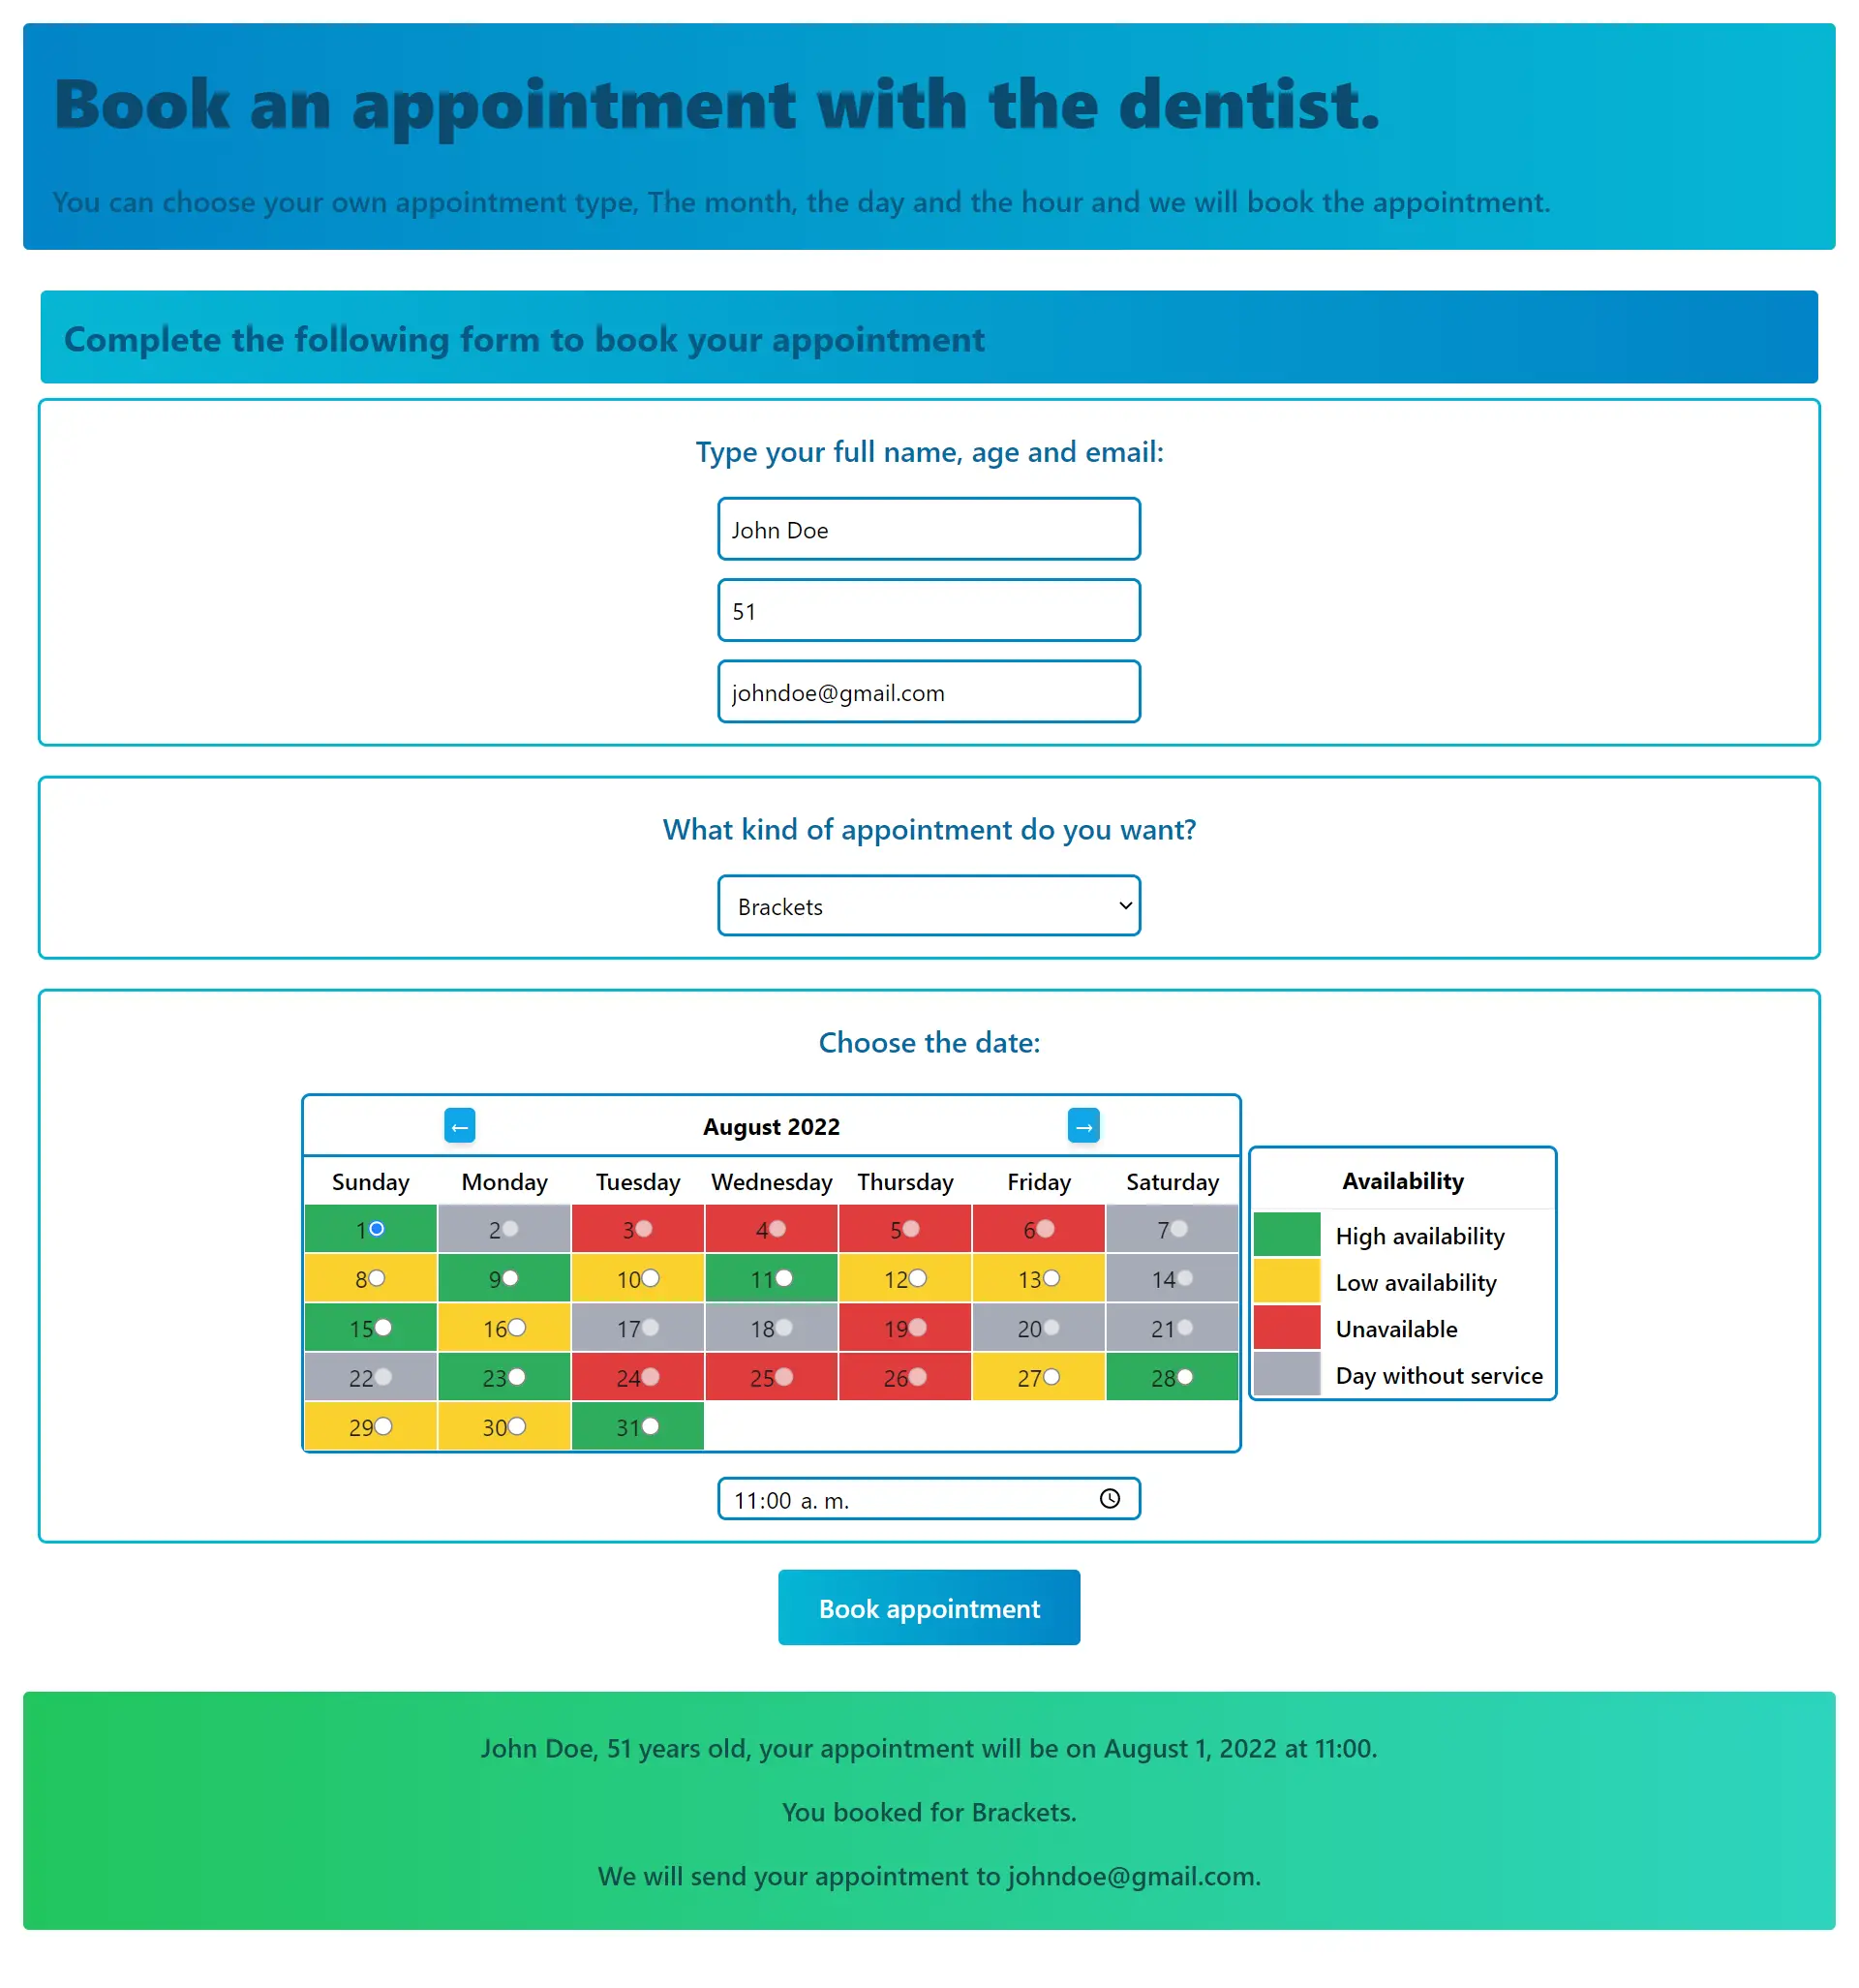 Book an appointment with the dentist.
You can choose your own appointment type, The month, the day and the hour and we will book the appointment.
Complete the following form to book your appointment
Type your full name, age and email:
John Doe
51
johndoe@gmail.com
What kind of appointment do you want?
Brackets
Choose the date:
← August 2022 →
Sunday Monday Tuesday Wednesday Thursday Friday Saturday
1 2 3 4 5 6 7
8 9 10 11 12 13 14
15 16 17 18 19 20 21
22 23 24 25 26 27 28
29 30 31
Availability
High availability
Low availability
Unavailable
Day without service
11:00 a. m.
Book appointment
John Doe, 51 years old, your appointment will be on August 1, 2022 at 11:00.
You booked for Brackets.
We will send your appointment to johndoe@gmail.com.